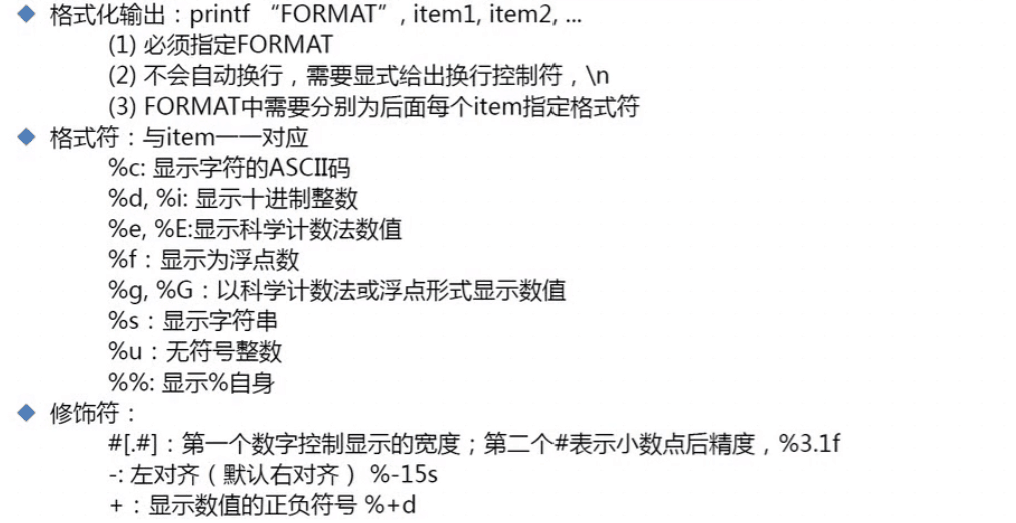 格式化输出：printf “FORMAT”, item1, item2, ...
(1) 必须指定FORMAT
(2) 不会自动换行，需要显式给出换行控制符，\n
(3) FORMAT中需要分别为后面每个item指定格式符
格式符：与item一一对应
%c: 显示字符的ASCII码
%d, %i: 显示十进制整数
%e, %E:显示科学计数法数值
%f：显示为浮点数
%g, %G：以科学计数法或浮点形式显示数值
%s：显示字符串
%u：无符号整数
%%: 显示%自身
修饰符：
#[.#]：第一个数字控制显示的宽度；第二个#表示小数点后精度，%3.1f
-: 左对齐（默认右对齐） %-15s
+：显示数值的正负符号 %+d